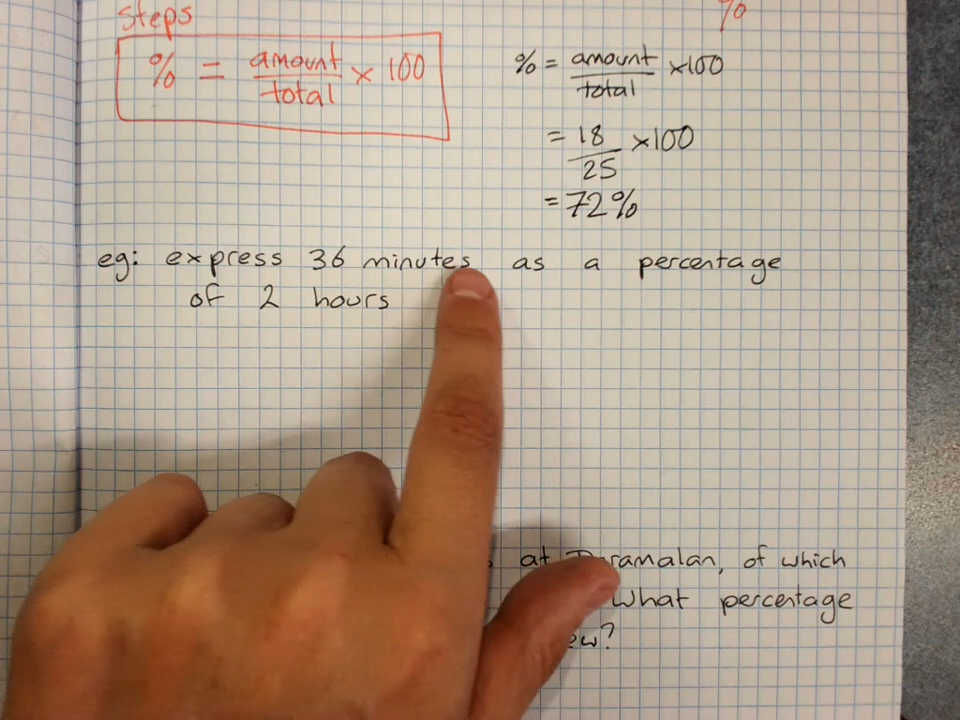 steps
%
% = amount/total × 100
% = amount/total ×100
= 18/25 ×100
= 72%
eg: express 36 minutes as a percentage
of 2 hours
at of which
what percentage